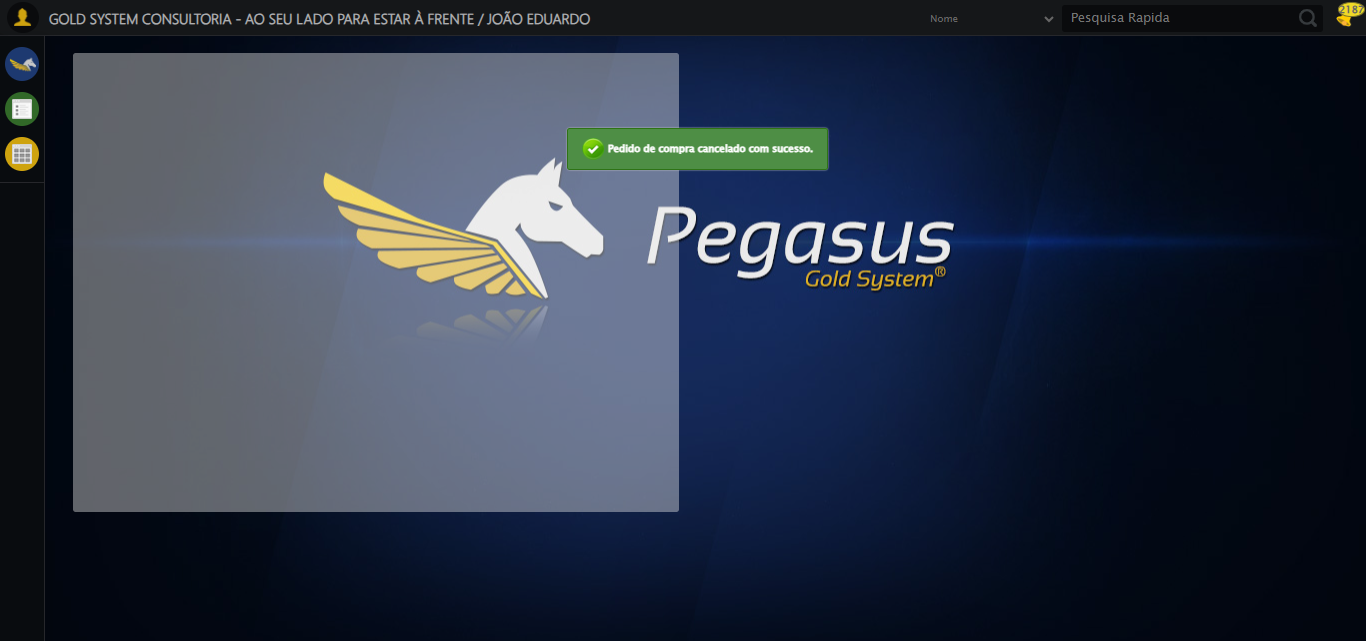 GOLD SYSTEM CONSULTORIA - AO SEU LADO PARA ESTAR À FRENTE / JOÃO EDUARDO
Nome
Pesquisa Rapida
2187
Pedido de compra cancelado com sucesso.
Pegasus
Gold System®